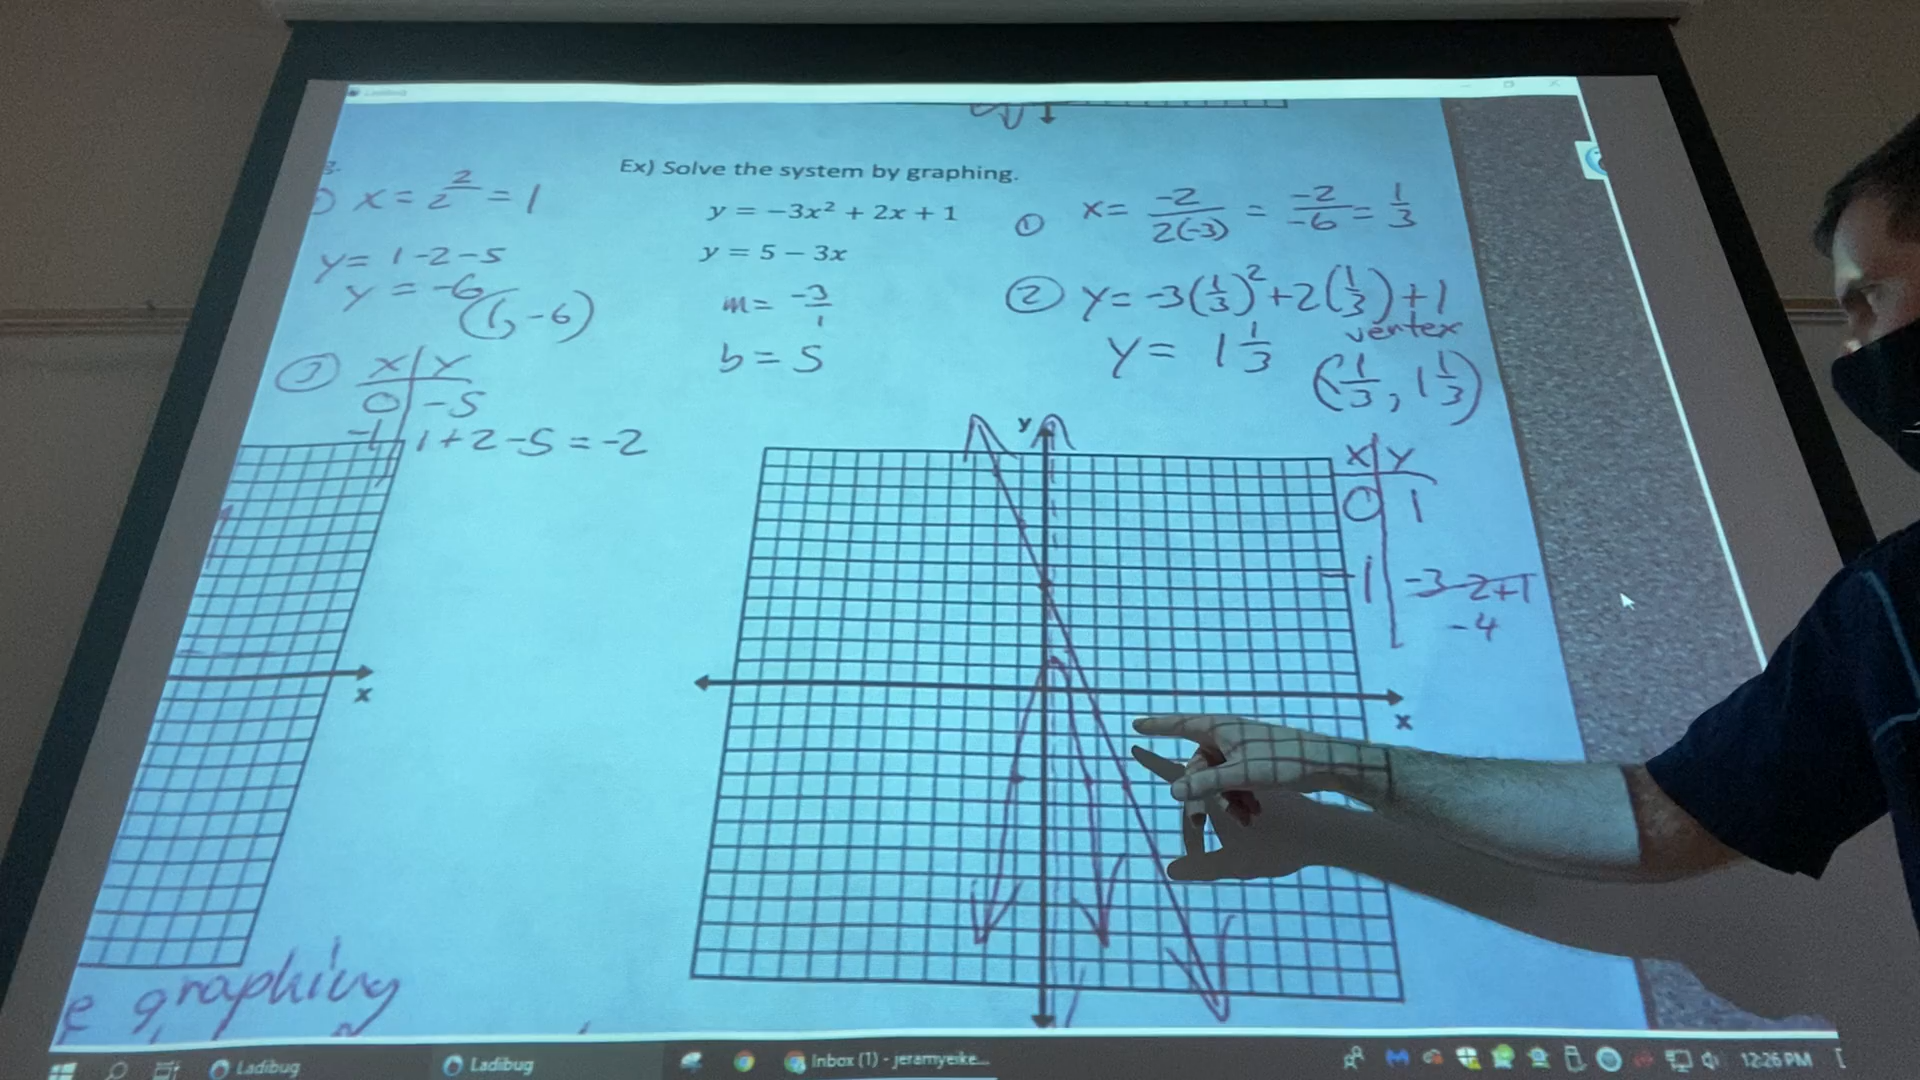 Ladibug
Ex) Solve the system by graphing.
y = −3x² + 2x + 1
y = 5 − 3x
m = -3/1
b = 5
x = 2/2 = 1
y = 1-2-5
y = -6
(1,-6)
③ x | y
0 | -5
-1 | 1+2-5 = -2
① x = -2/2(-3) = -2/-6 = 1/3
② y = -3(1/3)² + 2(1/3) + 1
y = 1 1/3
vertex
(1/3, 1 1/3)
x | y
0 | 1
-1 | -3-2+1
-4
y
x
x
e graphing
Ladibug
Ladibug
Inbox (1) - jeramyeike...
12:26 PM